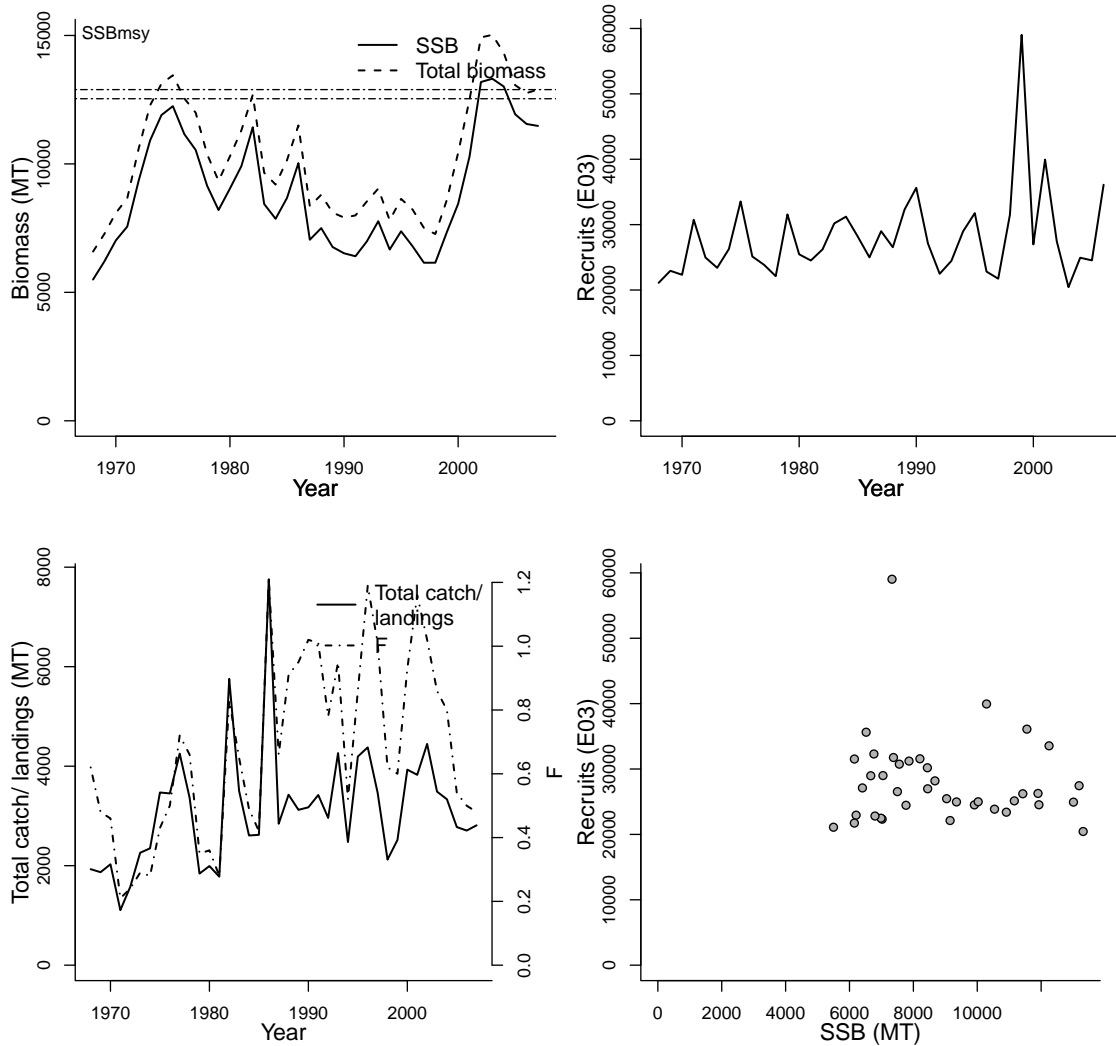 SSBmsy
SSB
Total biomass
15000
10000
5000
0
Biomass (MT)
1970 1980 1990 2000
Year
60000
50000
40000
30000
20000
10000
0
Recruits (E03)
1970 1980 1990 2000
Year
Total catch/
landings
F
8000
6000
4000
2000
0
Total catch/ landings (MT)
1.2
1.0
0.8
0.6
0.4
0.2
0.0
F
1970 1980 1990 2000
Year
60000
50000
40000
30000
20000
10000
0
Recruits (E03)
0 2000 4000 6000 8000 10000
SSB (MT)